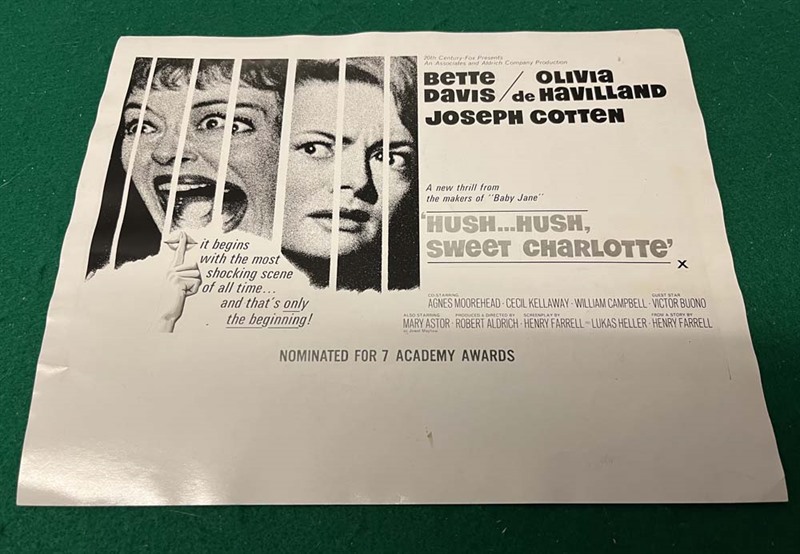 20th Century-Fox Presents
An Associates and Aldrich Company Production
BETTE DAVIS / OLIVIA de HAVILLAND
JOSEPH COTTEN
A new thrill from
the makers of "Baby Jane"
'HUSH...HUSH,
SWEET CHARLOTTE'
X
it begins
with the most
shocking scene
of all time...
and that's only
the beginning!
CO-STARRING
AGNES MOOREHEAD · CECIL KELLAWAY · WILLIAM CAMPBELL · GUEST STAR VICTOR BUONO
ALSO STARRING MARY ASTOR · PRODUCED & DIRECTED BY ROBERT ALDRICH · SCREENPLAY BY HENRY FARRELL AND LUKAS HELLER · FROM A STORY BY HENRY FARRELL
NOMINATED FOR 7 ACADEMY AWARDS